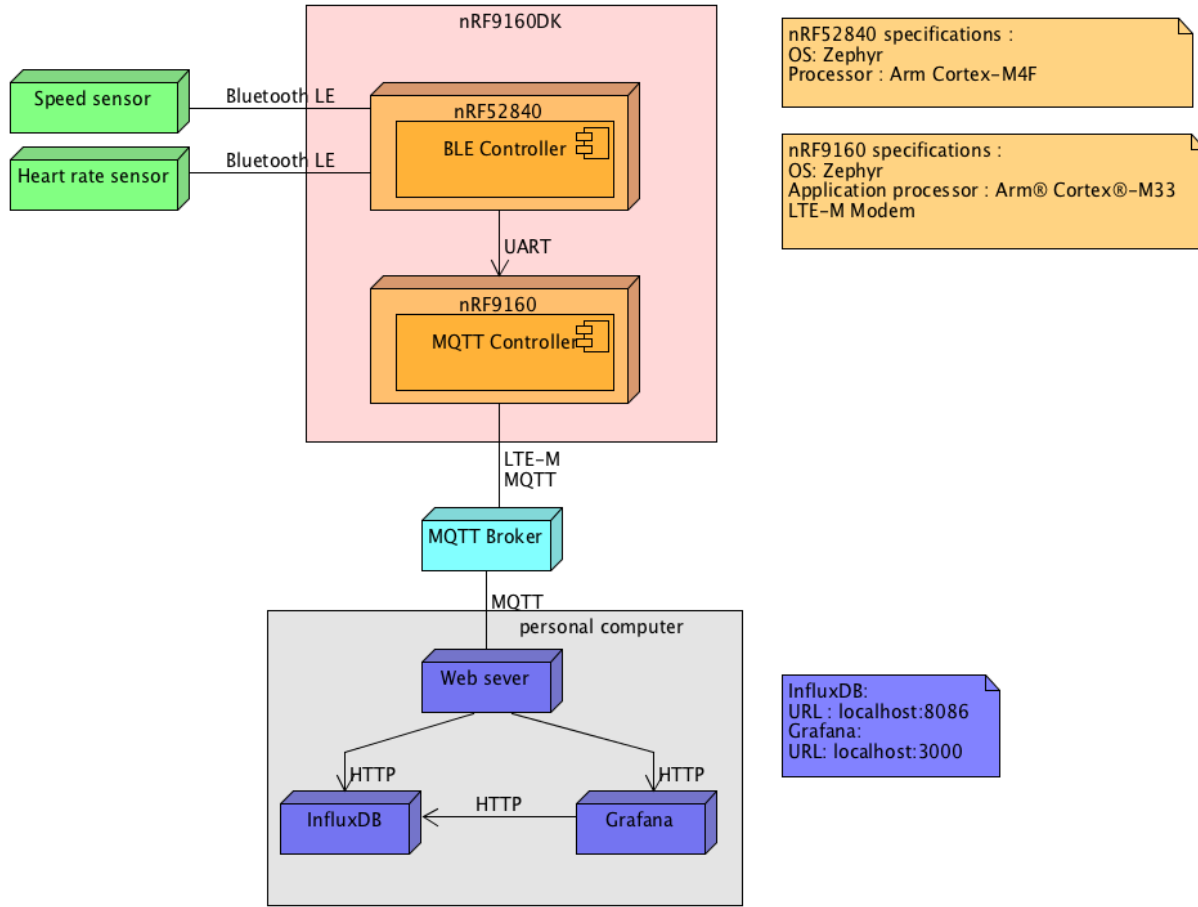 nRF9160DK
nRF52840 specifications :
OS: Zephyr
Processor : Arm Cortex-M4F
Speed sensor
Bluetooth LE
nRF52840
BLE Controller
Heart rate sensor
Bluetooth LE
nRF9160 specifications :
OS: Zephyr
Application processor : Arm® Cortex®-M33
LTE-M Modem
UART
nRF9160
MQTT Controller
LTE-M
MQTT
MQTT Broker
MQTT
personal computer
Web sever
InfluxDB:
URL : localhost:8086
Grafana:
URL: localhost:3000
HTTP
HTTP
HTTP
InfluxDB
Grafana